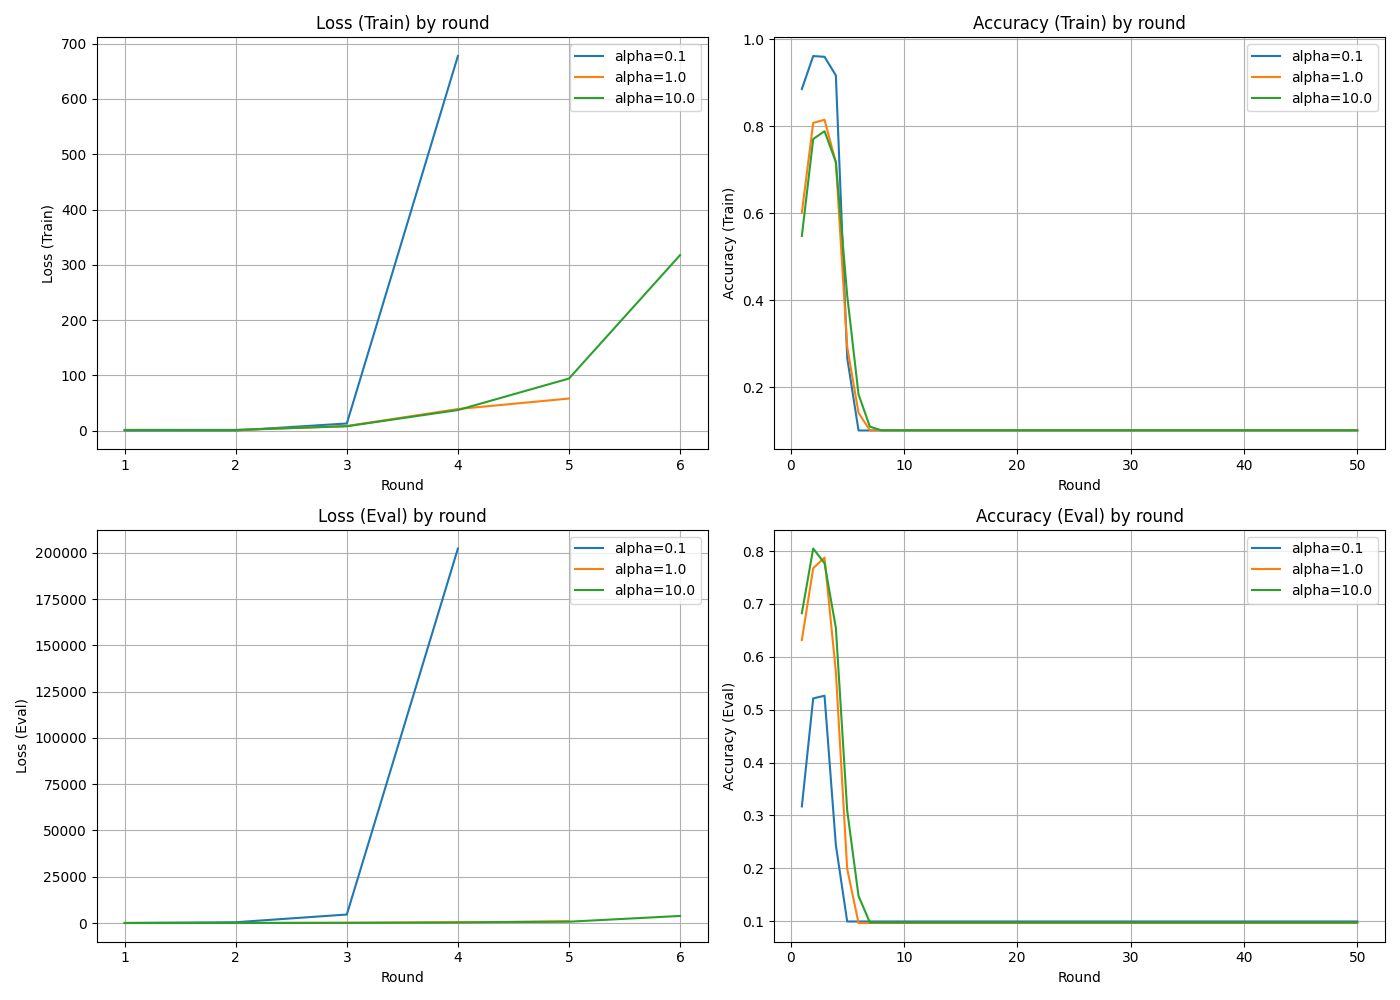 Loss (Train) by round
700
600
500
400
300
200
100
0
Loss (Train)
1 2 3 4 5 6
Round
alpha=0.1
alpha=1.0
alpha=10.0
Accuracy (Train) by round
1.0
0.8
0.6
0.4
0.2
Accuracy (Train)
0 10 20 30 40 50
Round
alpha=0.1
alpha=1.0
alpha=10.0
Loss (Eval) by round
200000
175000
150000
125000
100000
75000
50000
25000
0
Loss (Eval)
1 2 3 4 5 6
Round
alpha=0.1
alpha=1.0
alpha=10.0
Accuracy (Eval) by round
0.8
0.7
0.6
0.5
0.4
0.3
0.2
0.1
Accuracy (Eval)
0 10 20 30 40 50
Round
alpha=0.1
alpha=1.0
alpha=10.0